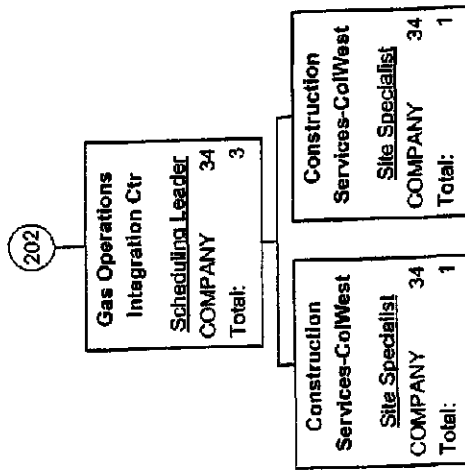 202
Gas Operations
Integration Ctr
Scheduling Leader
COMPANY 34
Total: 3
Construction
Services-ColWest
Site Specialist
COMPANY 34
Total: 1
Construction
Services-ColWest
Site Specialist
COMPANY 34
Total: 1